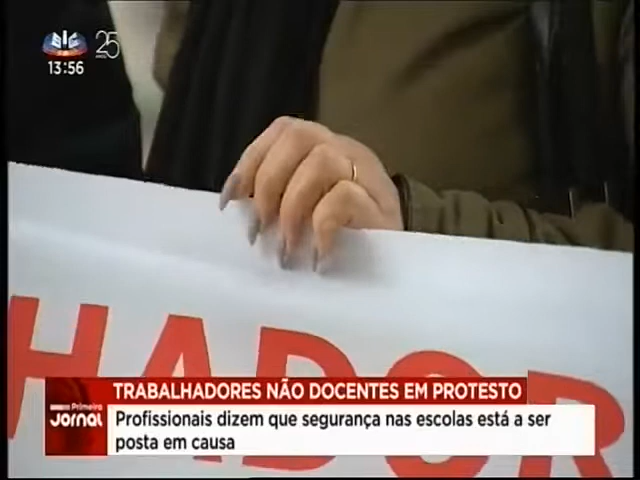 SIC 25
ANOS
13:56
HADOR
TRABALHADORES NÃO DOCENTES EM PROTESTO
Primeiro
Jornal
Profissionais dizem que segurança nas escolas está a ser
posta em causa